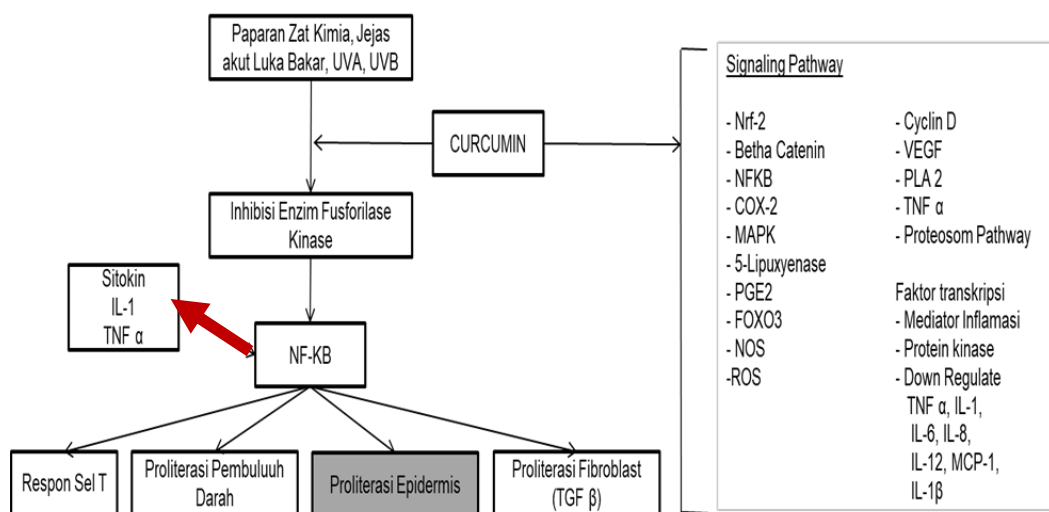 Paparan Zat Kimia, Jejas
akut Luka Bakar, UVA, UVB
CURCUMIN
Inhibisi Enzim Fusforilase
Kinase
Sitokin
IL-1
TNF α
NF-KB
Respon Sel T
Proliterasi Pembuluuh
Darah
Proliterasi Epidermis
Proliterasi Fibroblast
(TGF β)
Signaling Pathway
- Nrf-2
- Betha Catenin
- NFKB
- COX-2
- MAPK
- 5-Lipuxyenase
- PGE2
- FOXO3
- NOS
-ROS
- Cyclin D
- VEGF
- PLA 2
- TNF α
- Proteosom Pathway
Faktor transkripsi
- Mediator Inflamasi
- Protein kinase
- Down Regulate
TNF α, IL-1,
IL-6, IL-8,
IL-12, MCP-1,
IL-1β